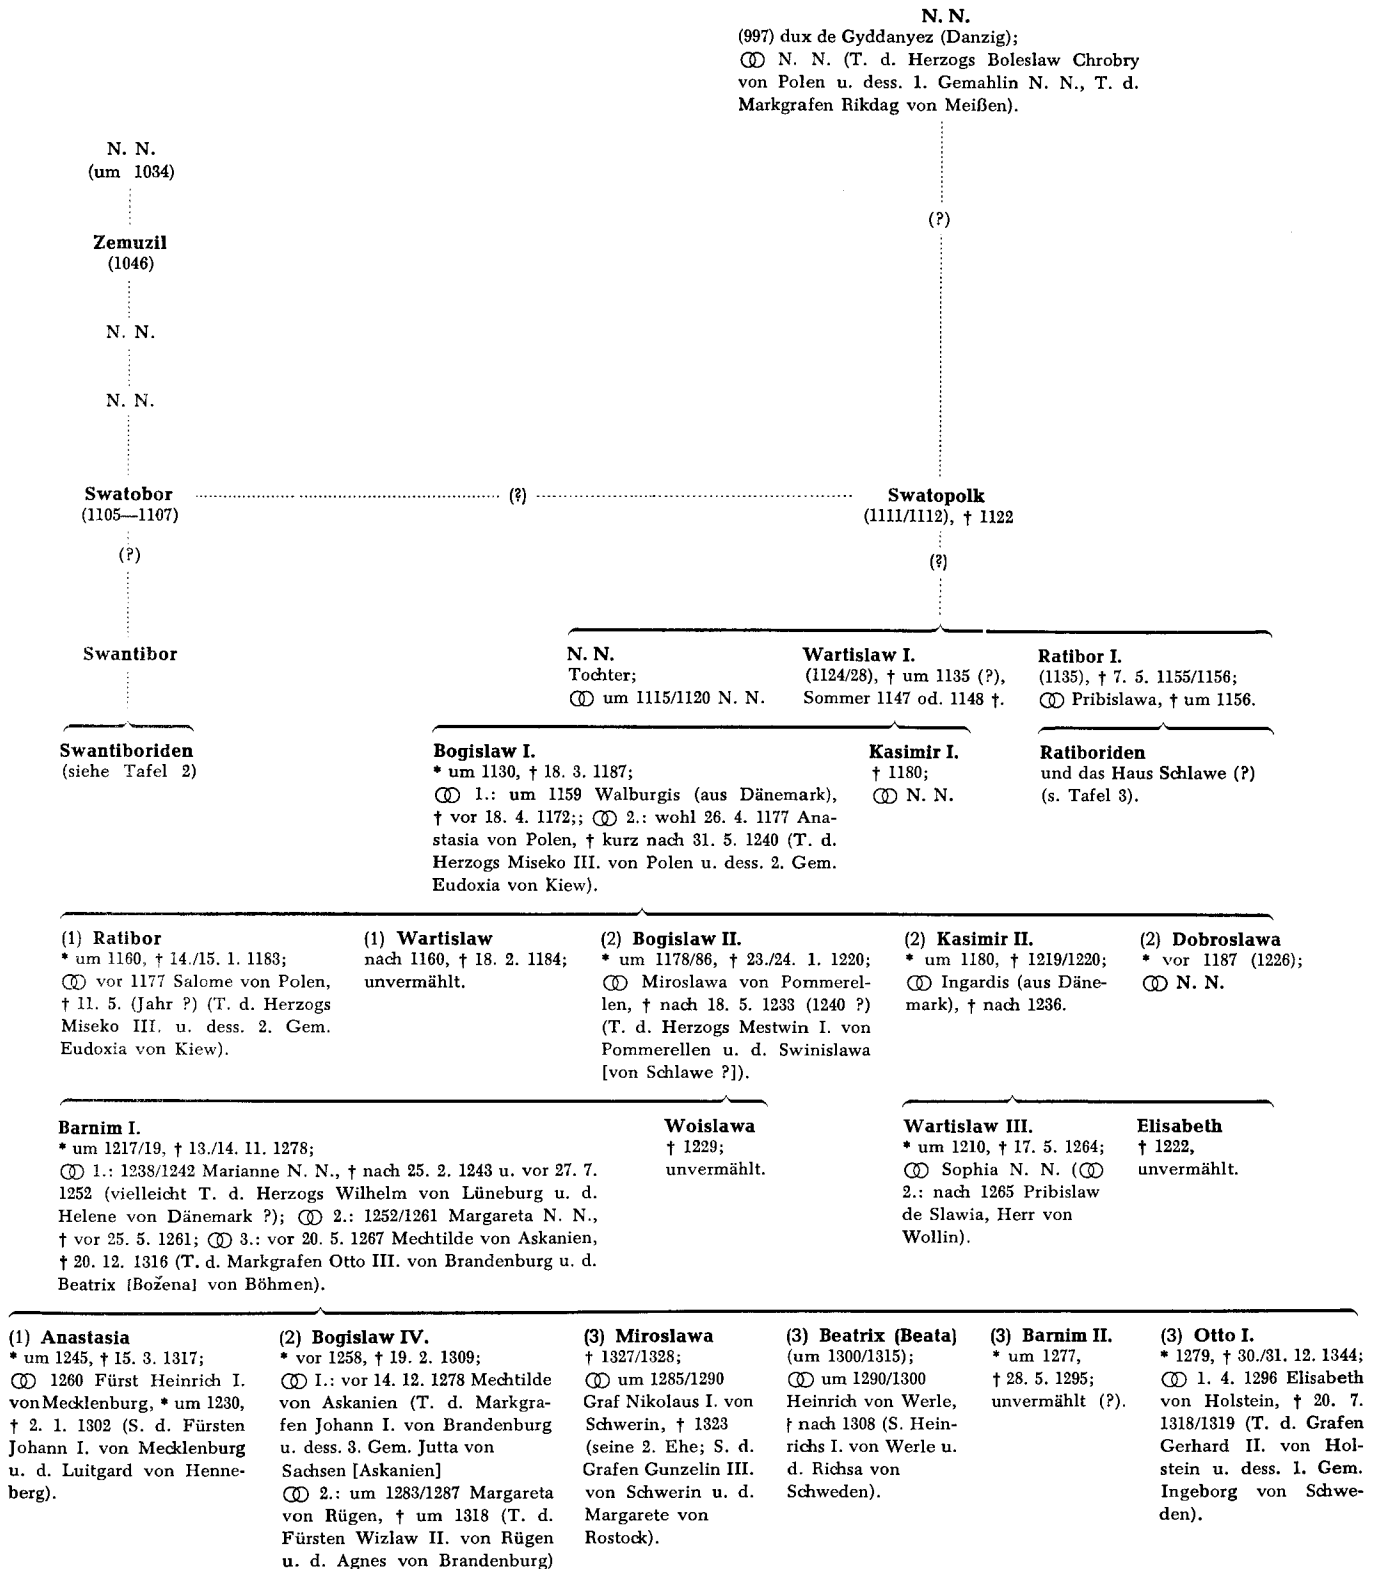 N. N.
(997) dux de Gyddanyez (Danzig);
ⓄⓄ N. N. (T. d. Herzogs Boleslaw Chrobry
von Polen u. dess. 1. Gemahlin N. N., T. d.
Markgrafen Rikdag von Meißen).
N. N.
(um 1034)
(?)
Zemuzil
(1046)
N. N.
N. N.
Swatobor (?) Swatopolk
(1105—1107) (1111/1112), † 1122
(?) (?)
Swantibor
N. N.
Tochter;
ⓄⓄ um 1115/1120 N. N.
Wartislaw I.
(1124/28), † um 1135 (?),
Sommer 1147 od. 1148 †.
Ratibor I.
(1135), † 7. 5. 1155/1156;
ⓄⓄ Pribislawa, † um 1156.
Swantiboriden
(siehe Tafel 2)
Bogislaw I.
* um 1130, † 18. 3. 1187;
ⓄⓄ 1.: um 1159 Walburgis (aus Dänemark),
† vor 18. 4. 1172;; ⓄⓄ 2.: wohl 26. 4. 1177 Ana-
stasia von Polen, † kurz nach 31. 5. 1240 (T. d.
Herzogs Miseko III. von Polen u. dess. 2. Gem.
Eudoxia von Kiew).
Kasimir I.
† 1180;
ⓄⓄ N. N.
Ratiboriden
und das Haus Schlawe (?)
(s. Tafel 3).
(1) Ratibor
* um 1160, † 14./15. 1. 1183;
ⓄⓄ vor 1177 Salome von Polen,
† 11. 5. (Jahr ?) (T. d. Herzogs
Miseko III. u. dess. 2. Gem.
Eudoxia von Kiew).
(1) Wartislaw
nach 1160, † 18. 2. 1184;
unvermählt.
(2) Bogislaw II.
* um 1178/86, † 23./24. 1. 1220;
ⓄⓄ Miroslawa von Pommerel-
len, † nach 18. 5. 1233 (1240 ?)
(T. d. Herzogs Mestwin I. von
Pommerellen u. d. Swinislawa
[von Schlawe ?]).
(2) Kasimir II.
* um 1180, † 1219/1220;
ⓄⓄ Ingardis (aus Däne-
mark), † nach 1236.
(2) Dobroslawa
* vor 1187 (1226);
ⓄⓄ N. N.
Barnim I.
* um 1217/19, † 13./14. 11. 1278;
ⓄⓄ 1.: 1238/1242 Marianne N. N., † nach 25. 2. 1243 u. vor 27. 7.
1252 (vielleicht T. d. Herzogs Wilhelm von Lüneburg u. d.
Helene von Dänemark ?); ⓄⓄ 2.: 1252/1261 Margareta N. N.,
† vor 25. 5. 1261; ⓄⓄ 3.: vor 20. 5. 1267 Mechtilde von Askanien,
† 20. 12. 1316 (T. d. Markgrafen Otto III. von Brandenburg u. d.
Beatrix [Božena] von Böhmen).
Woislawa
† 1229;
unvermählt.
Wartislaw III.
* um 1210, † 17. 5. 1264;
ⓄⓄ Sophia N. N. (ⓄⓄ
2.: nach 1265 Pribislaw
de Slawia, Herr von
Wollin).
Elisabeth
† 1222,
unvermählt.
(1) Anastasia
* um 1245, † 15. 3. 1317;
ⓄⓄ 1260 Fürst Heinrich I.
von Mecklenburg, * um 1230,
† 2. 1. 1302 (S. d. Fürsten
Johann I. von Mecklenburg
u. d. Luitgard von Henne-
berg).
(2) Bogislaw IV.
* vor 1258, † 19. 2. 1309;
ⓄⓄ I.: vor 14. 12. 1278 Mechtilde
von Askanien (T. d. Markgra-
fen Johann I. von Brandenburg
u. dess. 3. Gem. Jutta von
Sachsen [Askanien]
ⓄⓄ 2.: um 1283/1287 Margareta
von Rügen, † um 1318 (T. d.
Fürsten Wizlaw II. von Rügen
u. d. Agnes von Brandenburg)
(3) Miroslawa
† 1327/1328;
ⓄⓄ um 1285/1290
Graf Nikolaus I. von
Schwerin, † 1323
(seine 2. Ehe; S. d.
Grafen Gunzelin III.
von Schwerin u. d.
Margarete von
Rostock).
(3) Beatrix (Beata)
(um 1300/1315);
ⓄⓄ um 1290/1300
Heinrich von Werle,
† nach 1308 (S. Hein-
richs I. von Werle u.
d. Richsa von
Schweden).
(3) Barnim II.
* um 1277,
† 28. 5. 1295;
unvermählt (?).
(3) Otto I.
* 1279, † 30./31. 12. 1344;
ⓄⓄ 1. 4. 1296 Elisabeth
von Holstein, † 20. 7.
1318/1319 (T. d. Grafen
Gerhard II. von Hol-
stein u. dess. 1. Gem.
Ingeborg von Schwe-
den).